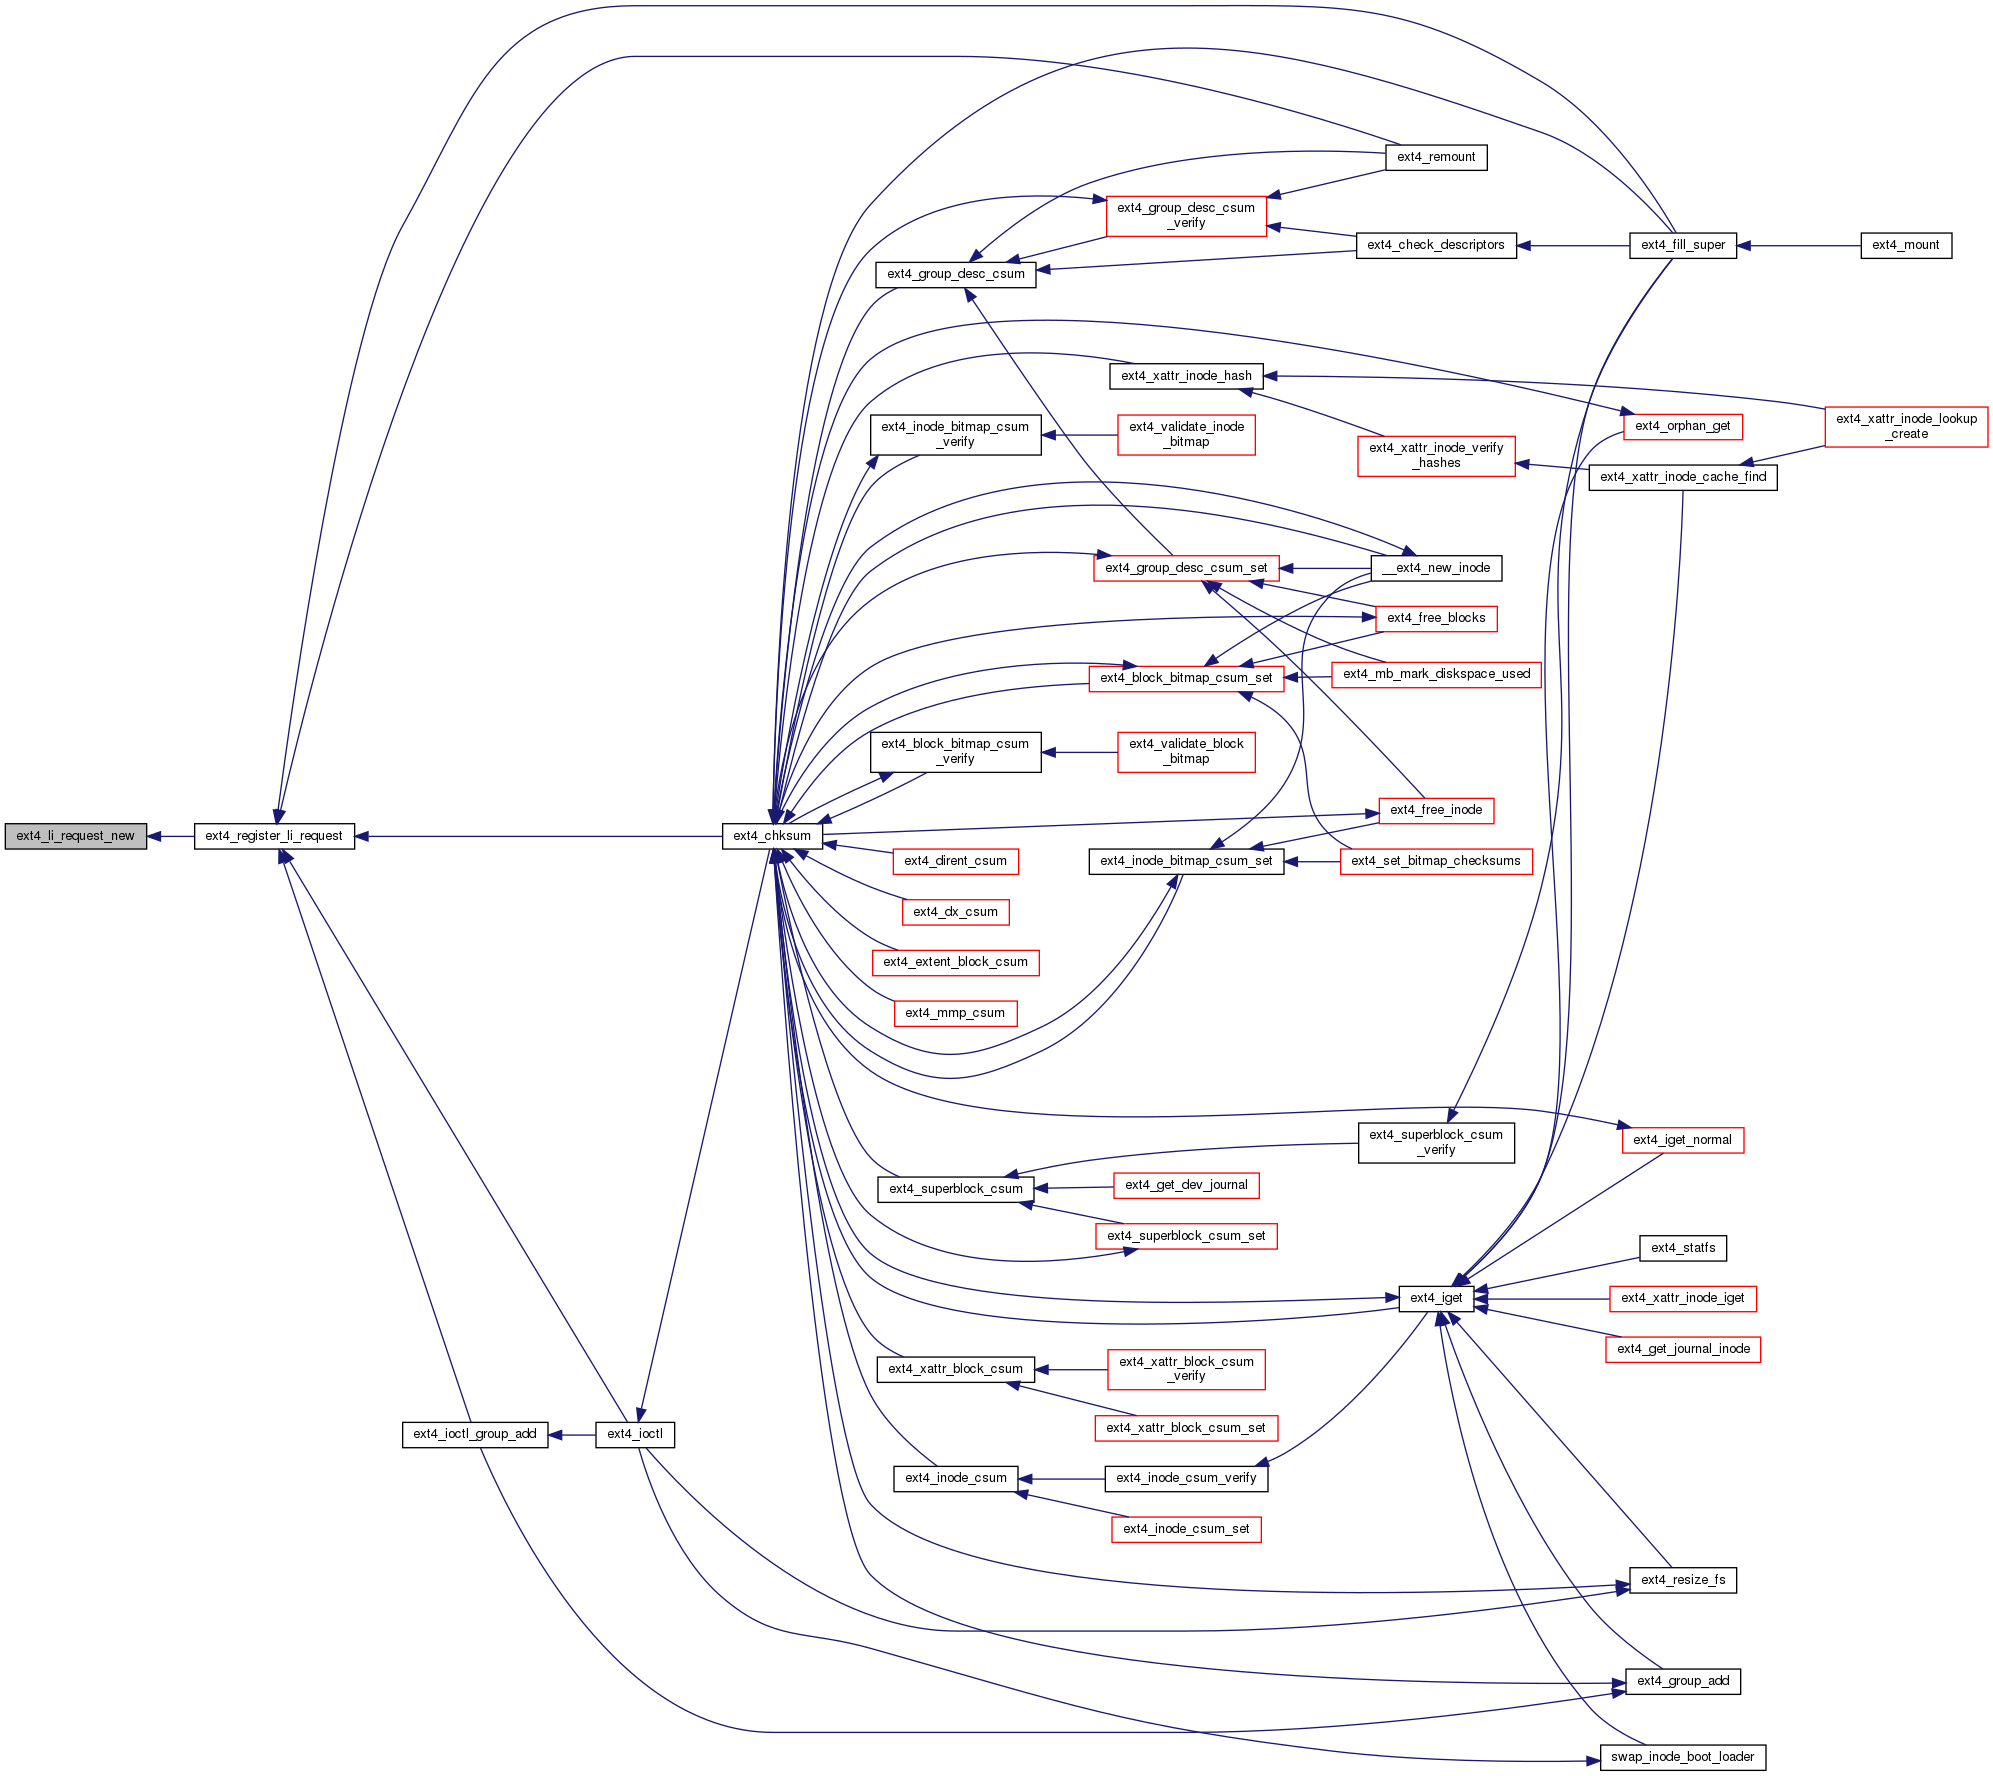 ext4_remount
ext4_group_desc_csum
_verify
ext4_check_descriptors
ext4_fill_super
ext4_mount
ext4_group_desc_csum
ext4_xattr_inode_hash
ext4_inode_bitmap_csum
_verify
ext4_validate_inode
_bitmap
ext4_xattr_inode_verify
_hashes
ext4_orphan_get
ext4_xattr_inode_lookup
_create
ext4_xattr_inode_cache_find
ext4_group_desc_csum_set
__ext4_new_inode
ext4_free_blocks
ext4_block_bitmap_csum_set
ext4_mb_mark_diskspace_used
ext4_block_bitmap_csum
_verify
ext4_validate_block
_bitmap
ext4_free_inode
ext4_li_request_new
ext4_register_li_request
ext4_chksum
ext4_dirent_csum
ext4_inode_bitmap_csum_set
ext4_set_bitmap_checksums
ext4_dx_csum
ext4_extent_block_csum
ext4_mmp_csum
ext4_superblock_csum
_verify
ext4_iget_normal
ext4_superblock_csum
ext4_get_dev_journal
ext4_superblock_csum_set
ext4_statfs
ext4_iget
ext4_xattr_inode_iget
ext4_get_journal_inode
ext4_xattr_block_csum
ext4_xattr_block_csum
_verify
ext4_xattr_block_csum_set
ext4_ioctl_group_add
ext4_ioctl
ext4_inode_csum
ext4_inode_csum_verify
ext4_inode_csum_set
ext4_resize_fs
ext4_group_add
swap_inode_boot_loader